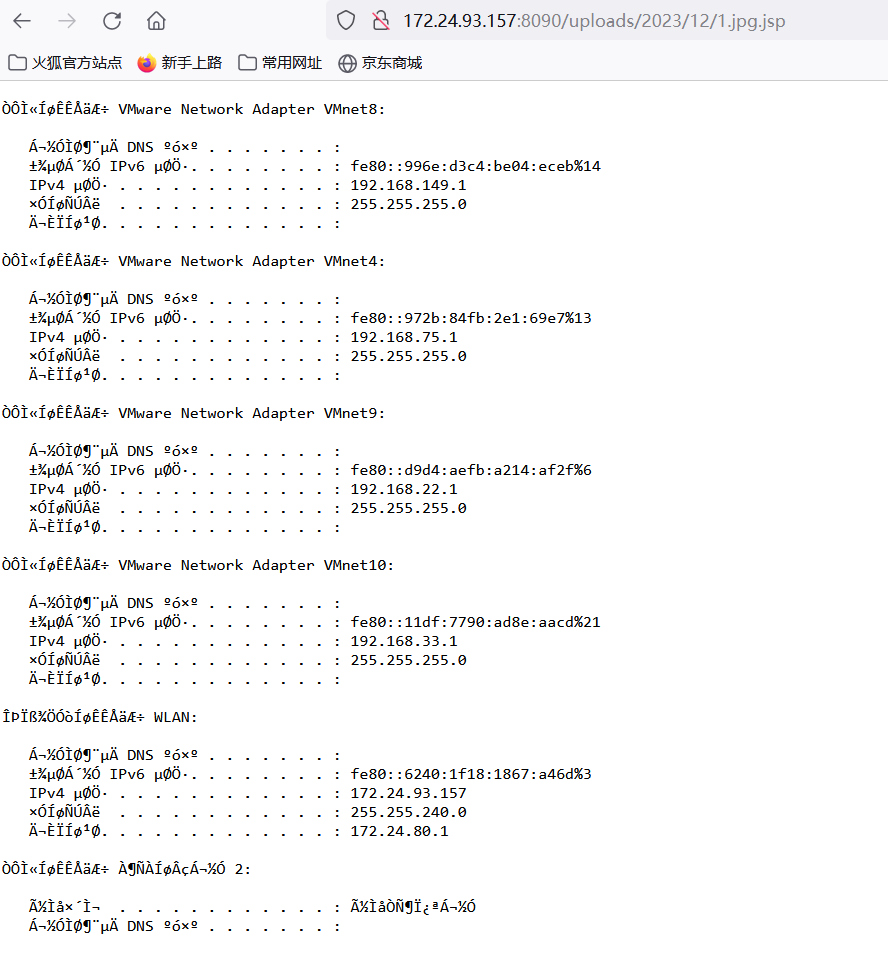 172.24.93.157:8090/uploads/2023/12/1.jpg.jsp
火狐官方站点 新手上路 常用网址 京东商城
ÒÔÌ«ÍøÊÊÅäÆ÷ VMware Network Adapter VMnet8:
Á¬½ÓÌØ¶¨µÄ DNS ºó×º . . . . . . . :
±¾µØÁ´½Ó IPv6 µØÖ·. . . . . . . . : fe80::996e:d3c4:be04:eceb%14
IPv4 µØÖ· . . . . . . . . . . . . : 192.168.149.1
×ÓÍøÑÚÂë  . . . . . . . . . . . . : 255.255.255.0
Ä¬ÈÏÍø¹Ø. . . . . . . . . . . . . :
ÒÔÌ«ÍøÊÊÅäÆ÷ VMware Network Adapter VMnet4:
Á¬½ÓÌØ¶¨µÄ DNS ºó×º . . . . . . . :
±¾µØÁ´½Ó IPv6 µØÖ·. . . . . . . . : fe80::972b:84fb:2e1:69e7%13
IPv4 µØÖ· . . . . . . . . . . . . : 192.168.75.1
×ÓÍøÑÚÂë  . . . . . . . . . . . . : 255.255.255.0
Ä¬ÈÏÍø¹Ø. . . . . . . . . . . . . :
ÒÔÌ«ÍøÊÊÅäÆ÷ VMware Network Adapter VMnet9:
Á¬½ÓÌØ¶¨µÄ DNS ºó×º . . . . . . . :
±¾µØÁ´½Ó IPv6 µØÖ·. . . . . . . . : fe80::d9d4:aefb:a214:af2f%6
IPv4 µØÖ· . . . . . . . . . . . . : 192.168.22.1
×ÓÍøÑÚÂë  . . . . . . . . . . . . : 255.255.255.0
Ä¬ÈÏÍø¹Ø. . . . . . . . . . . . . :
ÒÔÌ«ÍøÊÊÅäÆ÷ VMware Network Adapter VMnet10:
Á¬½ÓÌØ¶¨µÄ DNS ºó×º . . . . . . . :
±¾µØÁ´½Ó IPv6 µØÖ·. . . . . . . . : fe80::11df:7790:ad8e:aacd%21
IPv4 µØÖ· . . . . . . . . . . . . : 192.168.33.1
×ÓÍøÑÚÂë  . . . . . . . . . . . . : 255.255.255.0
Ä¬ÈÏÍø¹Ø. . . . . . . . . . . . . :
ÎÞÏß¾ÖÓòÍøÊÊÅäÆ÷ WLAN:
Á¬½ÓÌØ¶¨µÄ DNS ºó×º . . . . . . . :
±¾µØÁ´½Ó IPv6 µØÖ·. . . . . . . . : fe80::6240:1f18:1867:a46d%3
IPv4 µØÖ· . . . . . . . . . . . . : 172.24.93.157
×ÓÍøÑÚÂë  . . . . . . . . . . . . : 255.255.240.0
Ä¬ÈÏÍø¹Ø. . . . . . . . . . . . . : 172.24.80.1
ÒÔÌ«ÍøÊÊÅäÆ÷ À¶ÑÀÍøÂçÁ¬½Ó 2:
Ã½Ìå×´Ì¬  . . . . . . . . . . . . : Ã½ÌåÒÑ¶Ï¿ªÁ¬½Ó
Á¬½ÓÌØ¶¨µÄ DNS ºó×º . . . . . . . :